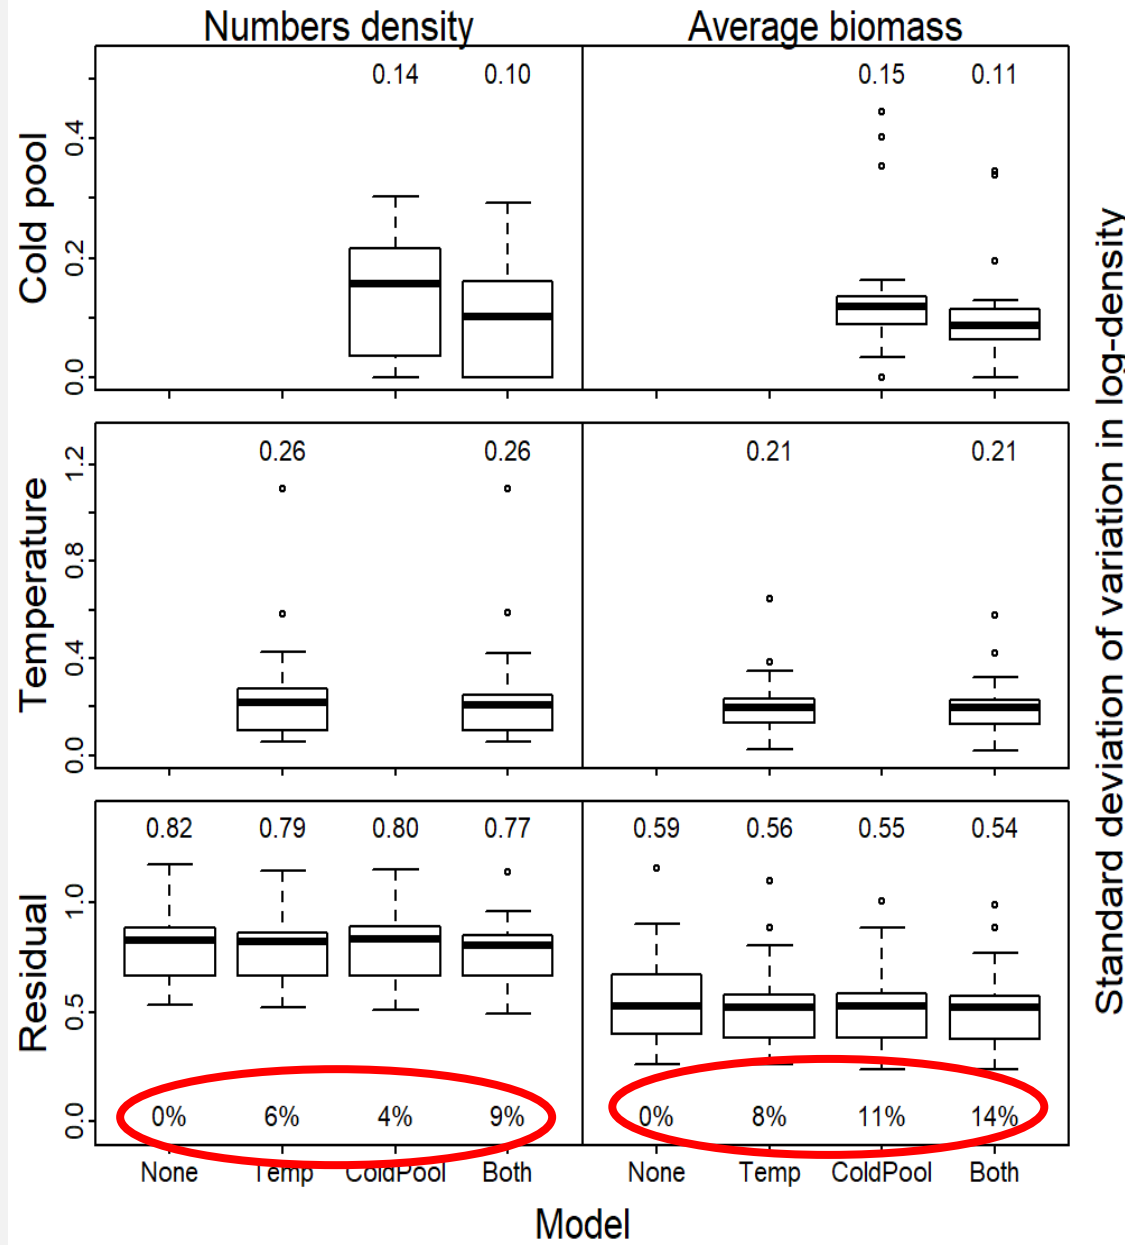 Numbers density Average biomass
Cold pool
0.14 0.10 0.15 0.11
0.4
0.2
0.0
Temperature
0.26 0.26 0.21 0.21
1.2
0.8
0.4
0.0
Residual
0.82 0.79 0.80 0.77 0.59 0.56 0.55 0.54
1.0
0.5
0.0
0% 6% 4% 9% 0% 8% 11% 14%
None Temp ColdPool Both None Temp ColdPool Both
Model
Standard deviation of variation in log-density